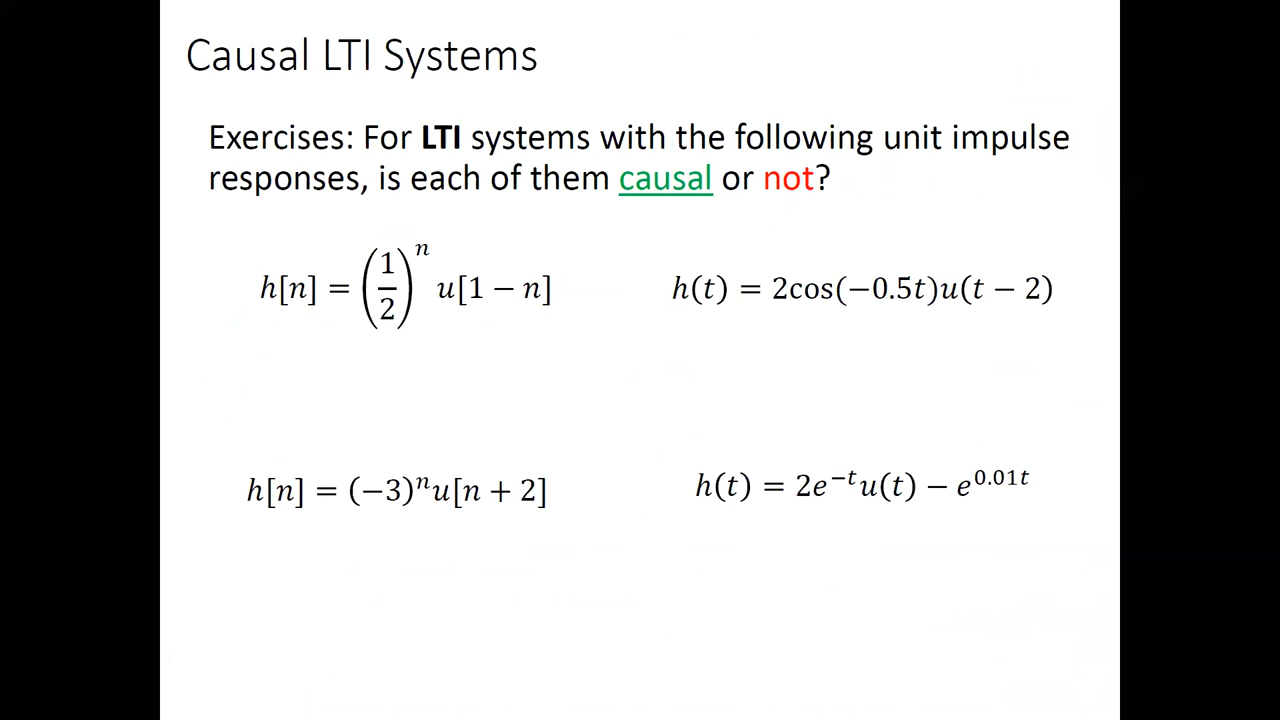 Causal LTI Systems
Exercises: For LTI systems with the following unit impulse
responses, is each of them causal or not?
h[n] = (1/2)^n u[1 − n]
h(t) = 2cos(−0.5t)u(t − 2)
h[n] = (−3)^n u[n + 2]
h(t) = 2e^{−t}u(t) − e^{0.01t}